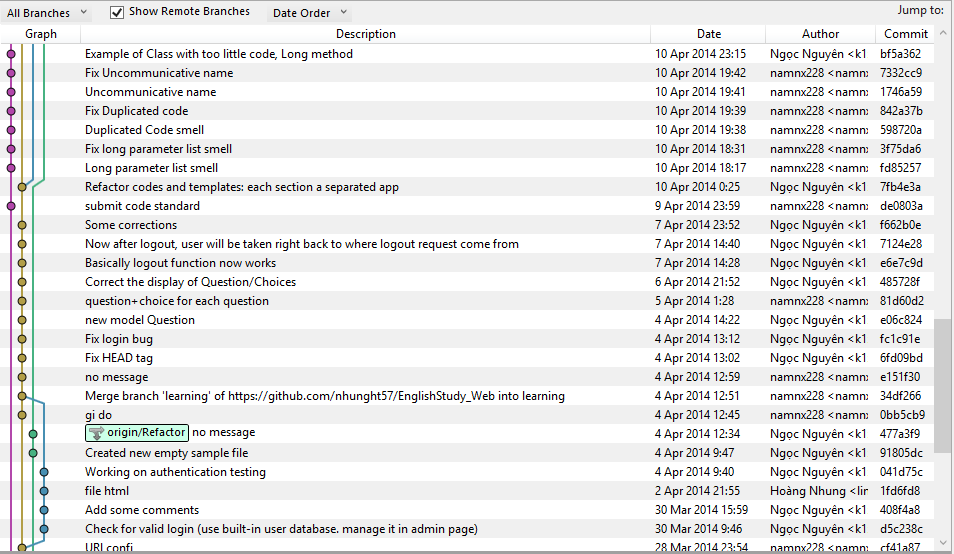 All Branches Show Remote Branches Date Order Jump to:
Graph Description Date Author Commit
Example of Class with too little code, Long method 10 Apr 2014 23:15 Ngọc Nguyên <k1 bf5a362
Fix Uncommunicative name 10 Apr 2014 19:42 namnx228 <namnx 7332cc9
Uncommunicative name 10 Apr 2014 19:41 namnx228 <namnx 1746a59
Fix Duplicated code 10 Apr 2014 19:39 namnx228 <namnx 842a37b
Duplicated Code smell 10 Apr 2014 19:38 namnx228 <namnx 598720a
Fix long parameter list smell 10 Apr 2014 18:31 namnx228 <namnx 3f75da6
Long parameter list smell 10 Apr 2014 18:17 namnx228 <namnx fd85257
Refactor codes and templates: each section a separated app 10 Apr 2014 0:25 Ngọc Nguyên <k1 7fb4e3a
submit code standard 9 Apr 2014 23:59 namnx228 <namnx de0803a
Some corrections 7 Apr 2014 23:52 Ngọc Nguyên <k1 f662b0e
Now after logout, user will be taken right back to where logout request come from 7 Apr 2014 14:40 Ngọc Nguyên <k1 7124e28
Basically logout function now works 7 Apr 2014 14:28 Ngọc Nguyên <k1 e6e7c9d
Correct the display of Question/Choices 6 Apr 2014 21:52 Ngọc Nguyên <k1 485728f
question+choice for each question 5 Apr 2014 1:28 namnx228 <namnx 81d60d2
new model Question 4 Apr 2014 14:22 Ngọc Nguyên <k1 e06c824
Fix login bug 4 Apr 2014 13:12 Ngọc Nguyên <k1 fc1c91e
Fix HEAD tag 4 Apr 2014 13:02 Ngọc Nguyên <k1 6fd09bd
no message 4 Apr 2014 12:59 namnx228 <namnx e151f30
Merge branch 'learning' of https://github.com/nhunght57/EnglishStudy_Web into learning 4 Apr 2014 12:51 namnx228 <namnx 34df266
gi do 4 Apr 2014 12:45 namnx228 <namnx 0bb5cb9
origin/Refactor no message 4 Apr 2014 12:34 Ngọc Nguyên <k1 477a3f9
Created new empty sample file 4 Apr 2014 9:47 Ngọc Nguyên <k1 91805dc
Working on authentication testing 4 Apr 2014 9:40 Ngọc Nguyên <k1 041d75c
file html 2 Apr 2014 21:55 Hoàng Nhung <lin 1fd6fd8
Add some comments 30 Mar 2014 15:59 Ngọc Nguyên <k1 408f4a8
Check for valid login (use built-in user database. manage it in admin page) 30 Mar 2014 9:46 Ngọc Nguyên <k1 d5c238c
URL confi 28 Mar 2014 23:54 Ngọc Nguyên <k1 cf41a87